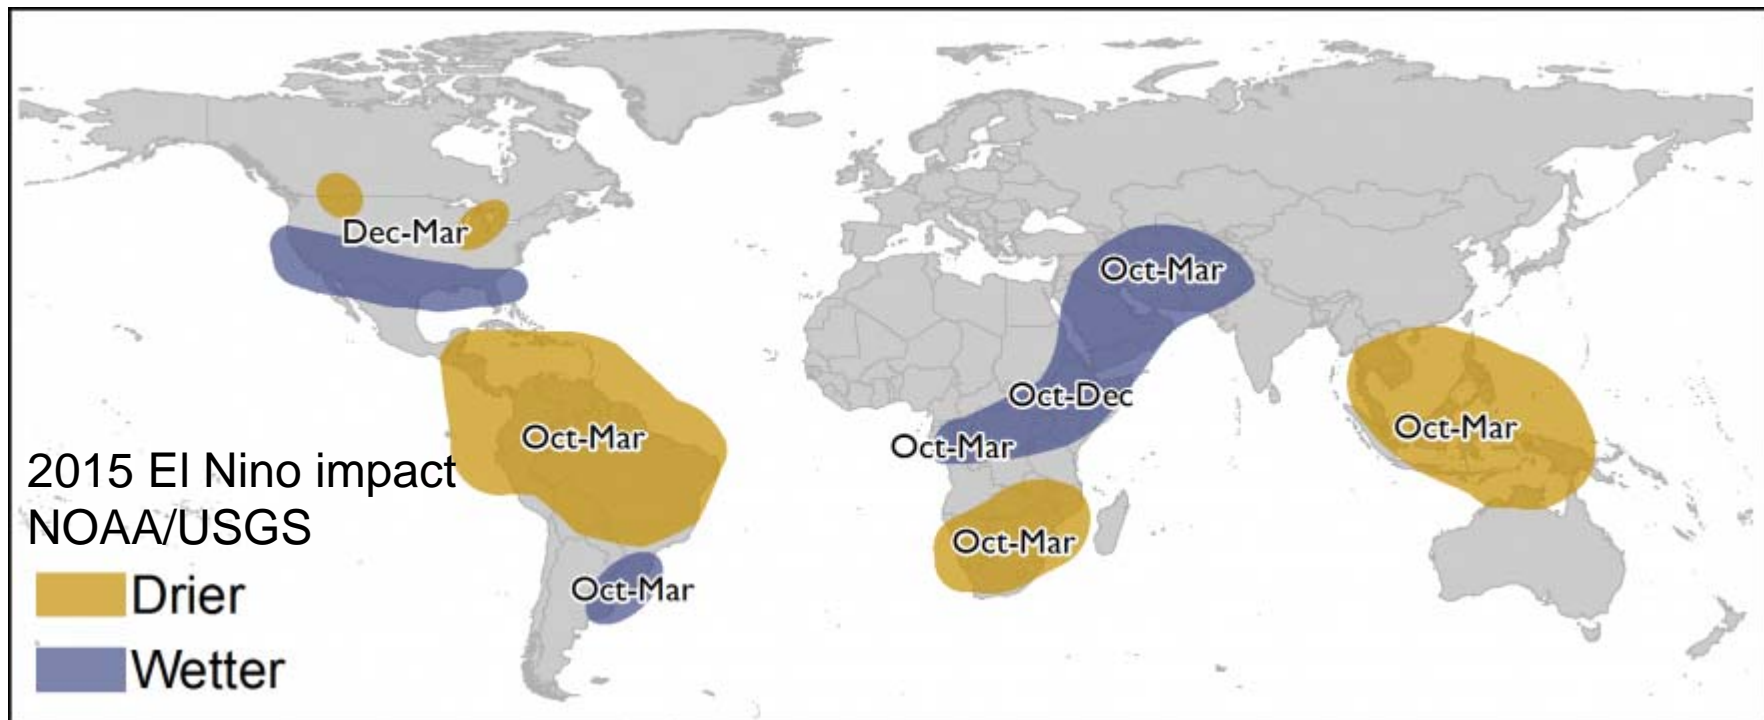 Dec-Mar
Oct-Mar
Oct-Dec
Oct-Mar
Oct-Mar
Oct-Mar
Oct-Mar
Oct-Mar
2015 El Nino impact
NOAA/USGS
Drier
Wetter